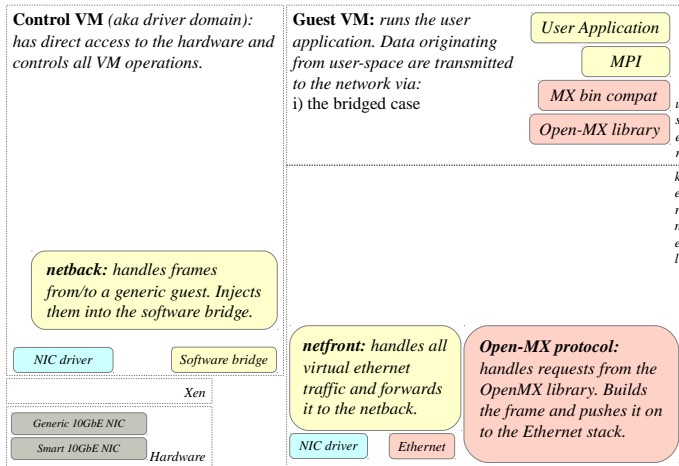 Control VM (aka driver domain):
has direct access to the hardware and
controls all VM operations.
netback: handles frames
from/to a generic guest. Injects
them into the software bridge.
NIC driver
Software bridge
Xen
Generic 10GbE NIC
Smart 10GbE NIC
Hardware
Guest VM: runs the user
application. Data originating
from user-space are transmitted
to the network via:
i) the bridged case
User Application
MPI
MX bin compat
Open-MX library
k
e
r
n
e
l
netfront: handles all
virtual ethernet
traffic and forwards
it to the netback.
NIC driver
Ethernet
Open-MX protocol:
handles requests from the
OpenMX library. Builds
the frame and pushes it on
to the Ethernet stack.